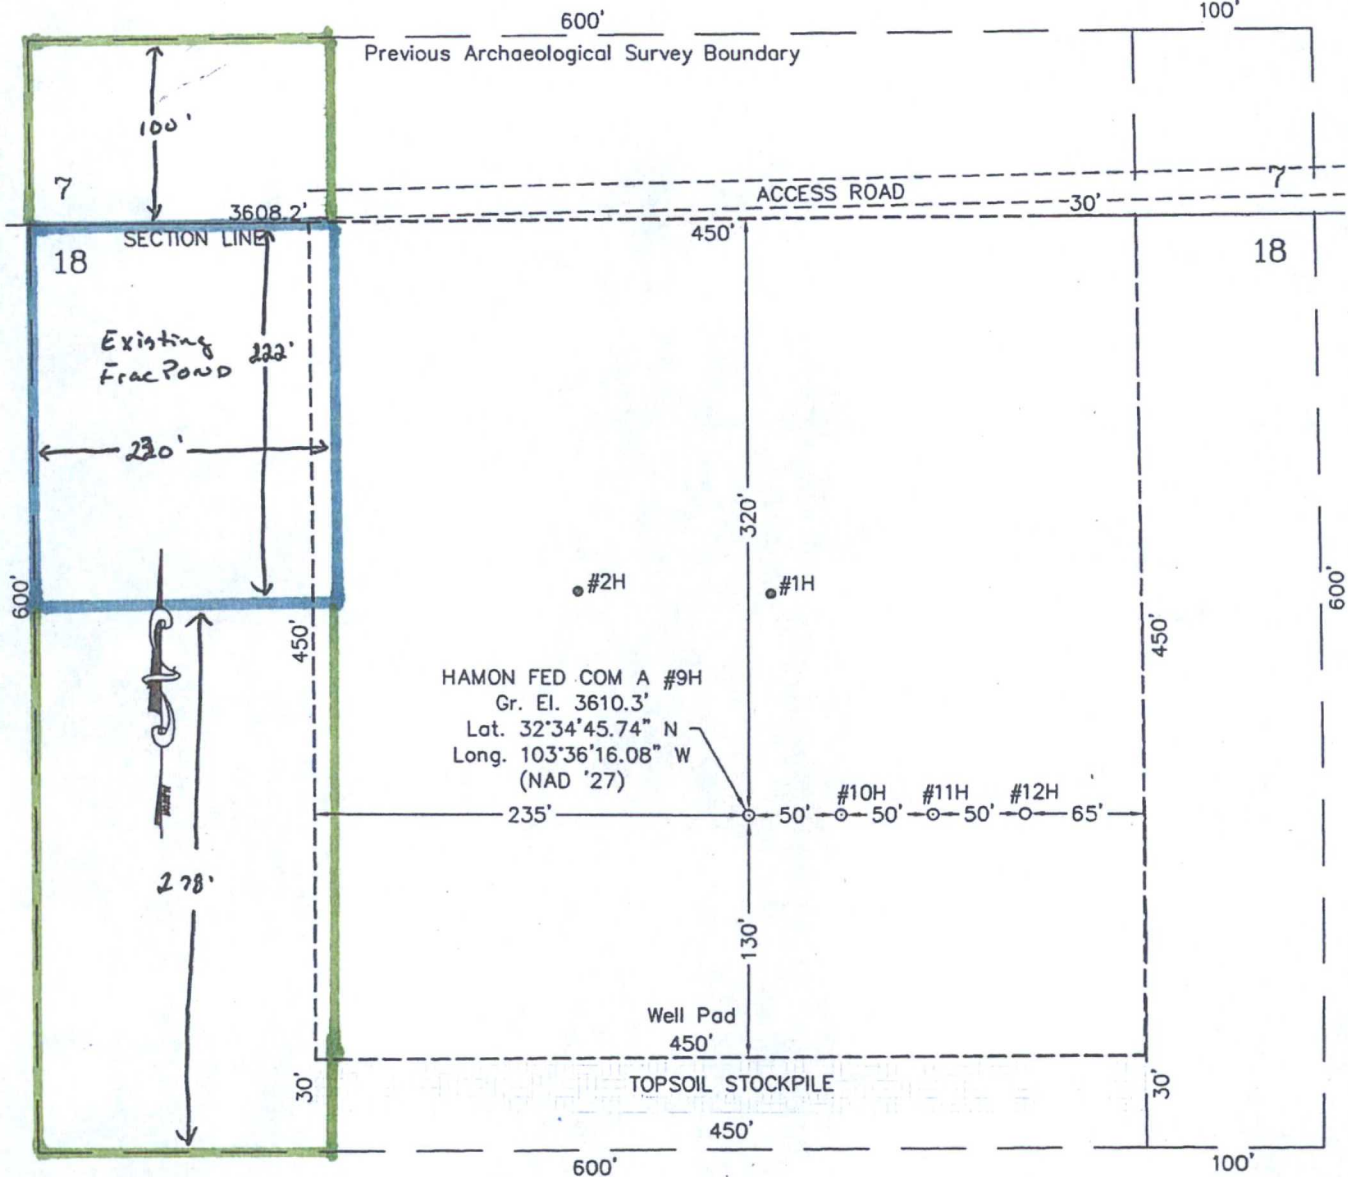 600'
100'
Previous Archaeological Survey Boundary
100'
7
7
ACCESS ROAD
3608.2'
30'
SECTION LINE
450'
18
18
Existing
Frac Pond
222'
320'
#2H
#1H
600'
600'
450'
450'
HAMON FED COM A #9H
Gr. El. 3610.3'
Lat. 32°34'45.74" N
Long. 103°36'16.08" W
(NAD '27)
#10H
#11H
#12H
235'
50'
50'
50'
65'
278'
130'
Well Pad
450'
30'
TOPSOIL STOCKPILE
30'
450'
600'
100'